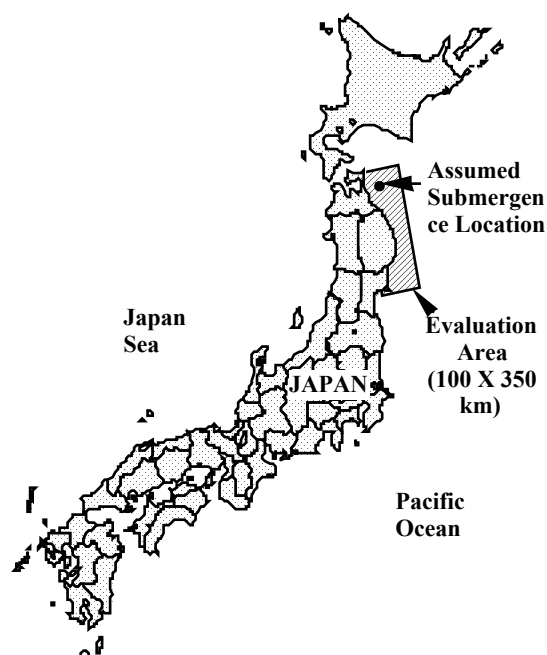 Assumed
Submergen
ce Location
Evaluation
Area
(100 X 350
km)
Japan
Sea
JAPAN
Pacific
Ocean